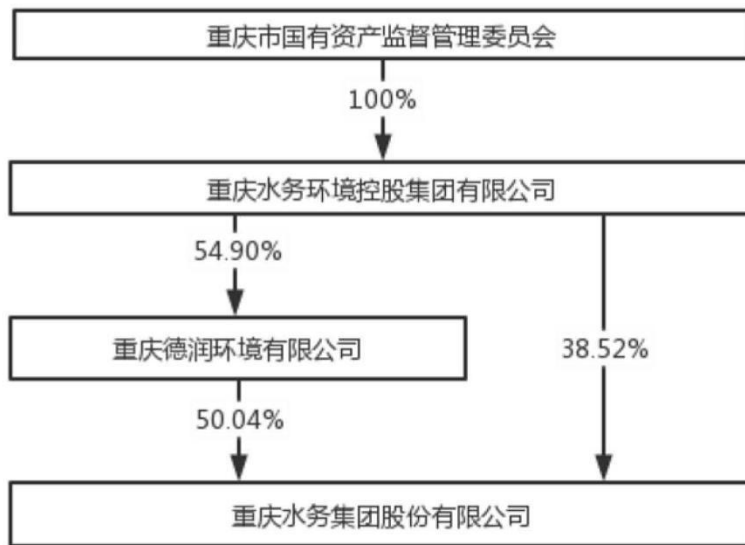 重庆市国有资产监督管理委员会
100%
重庆水务环境控股集团有限公司
54.90%
重庆德润环境有限公司
38.52%
50.04%
重庆水务集团股份有限公司